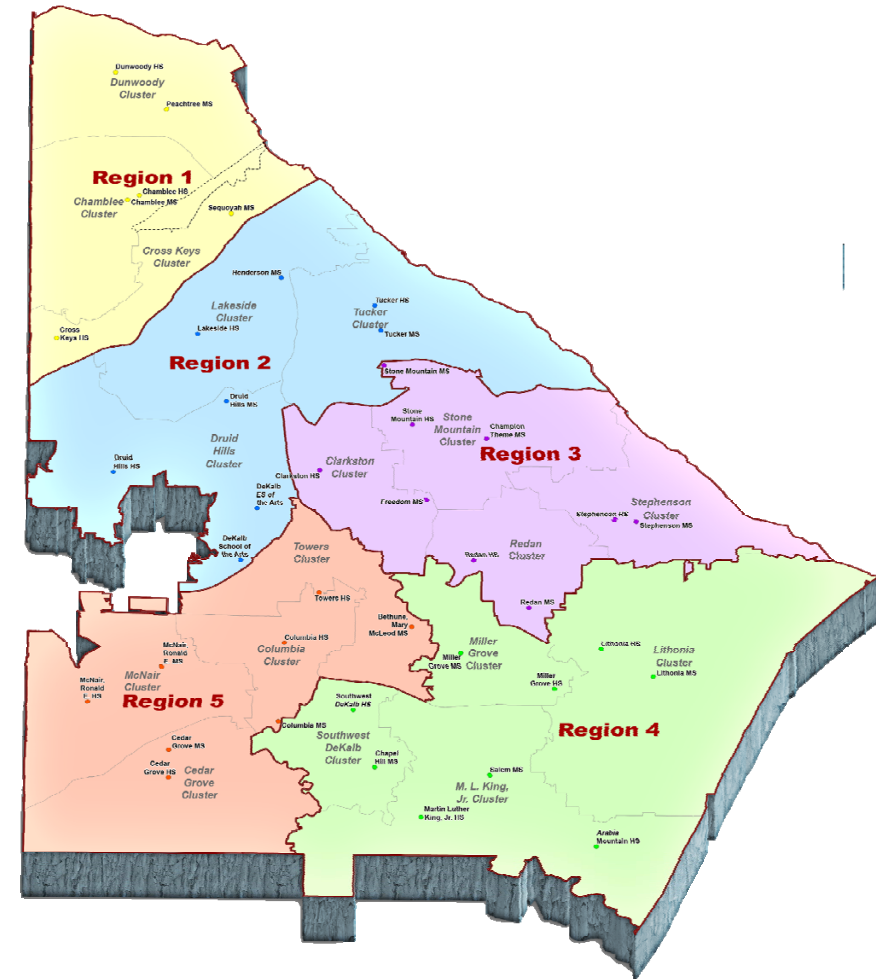 Dunwoody HS
Dunwoody
Cluster
Peachtree MS
Region 1
Chamblee HS
Chamblee MS
Chamblee
Cluster
Sequoyah MS
Cross Keys
Cluster
Cross
Keys HS
Henderson MS
Lakeside
Cluster
Lakeside HS
Tucker HS
Tucker
Cluster
Tucker MS
Region 2
Stone Mountain MS
Druid
Hills MS
Stone
Mountain HS
Stone
Mountain
Cluster
Champion
Theme MS
Druid
Hills
Cluster
Region 3
Druid
Hills HS
Clarkston HS
Clarkston
Cluster
DeKalb
ES of
the Arts
Freedom MS
Stephenson
Cluster
Stephenson HS
Stephenson MS
DeKalb
School of
the Arts
Towers
Cluster
Redan
Cluster
Redan HS
Towers HS
Redan MS
Bethune,
Mary
McLeod MS
Columbia HS
Columbia
Cluster
McNair,
Ronald
E. MS
McNair
Cluster
McNair,
Ronald
E. HS
Miller
Grove
Cluster
Miller
Grove MS
Lithonia HS
Lithonia
Cluster
Lithonia MS
Miller
Grove HS
Region 5
Southwest
DeKalb HS
Columbia MS
Region 4
Cedar
Grove MS
Cedar
Grove HS
Cedar
Grove
Cluster
Southwest
DeKalb
Cluster
Chapel
Hill MS
Salem MS
M. L. King,
Jr. Cluster
Martin Luther
King, Jr. HS
Arabia
Mountain HS